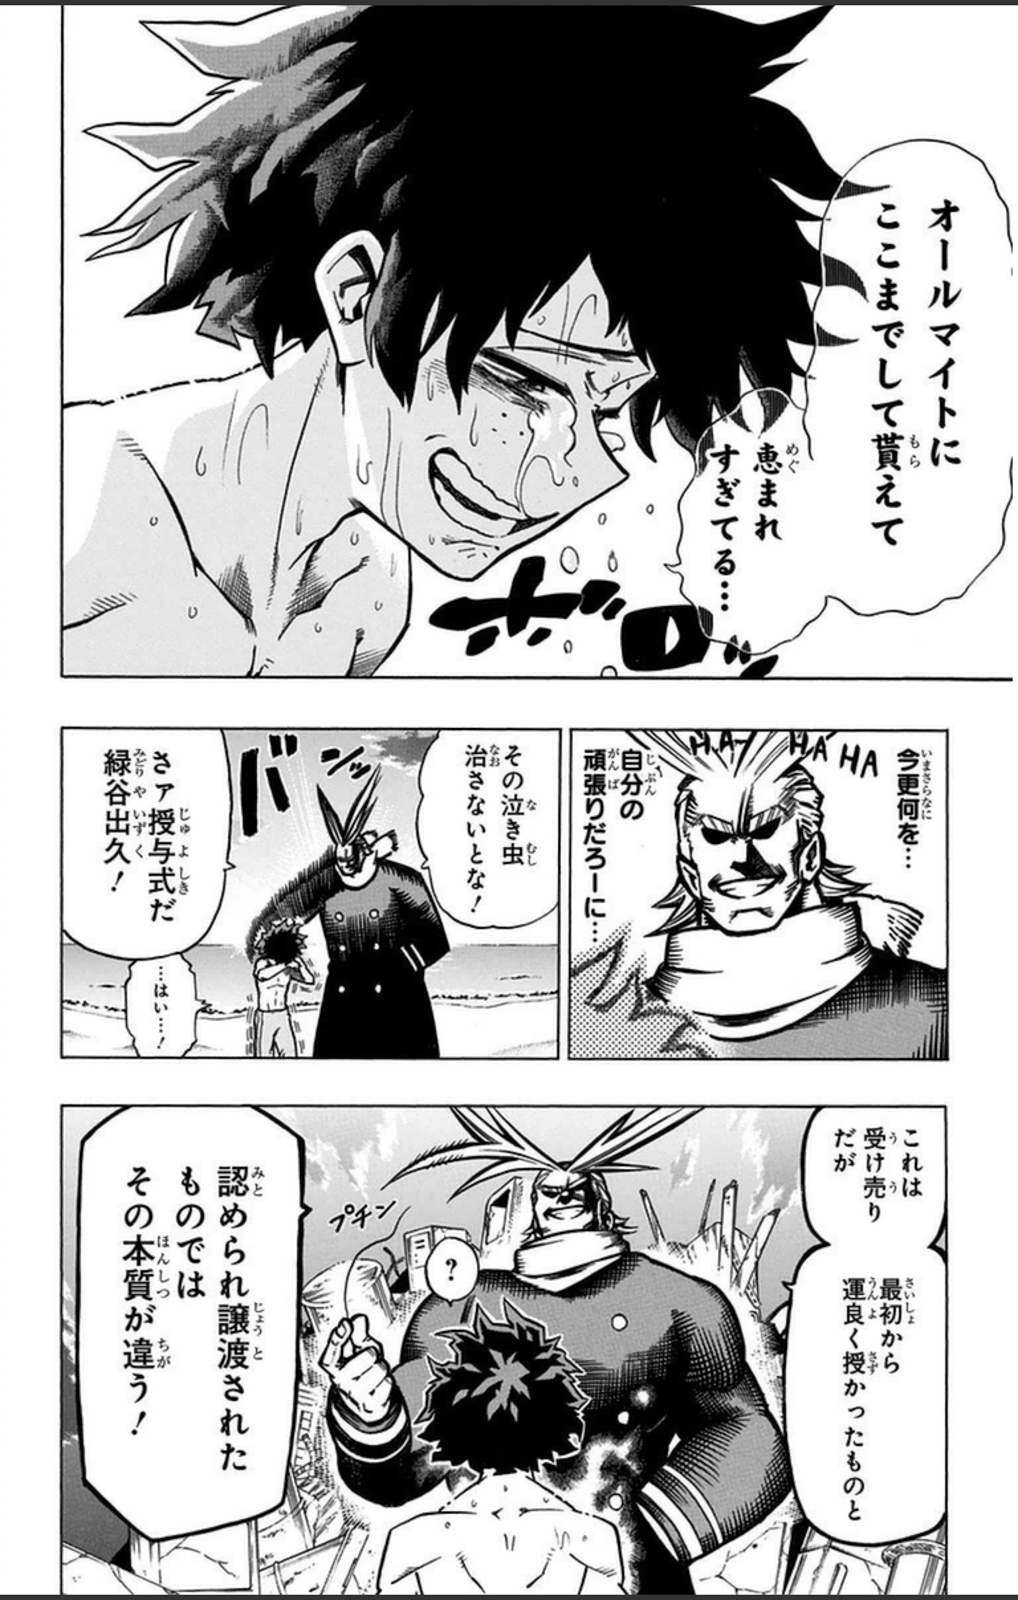 オールマイトに
ここまでして貰えて
恵まれ
すぎてる…
ボロッ
HA HA HA
今更何を…
自分の
頑張りだろーに…
その泣き虫
治さないとな!
バンッ
さァ授与式だ
緑谷出久!
…はい…!
これは
受け売り
だが
最初から
運良く授かったものと
プチン
?
認められ譲渡された
ものでは
その本質が違う!